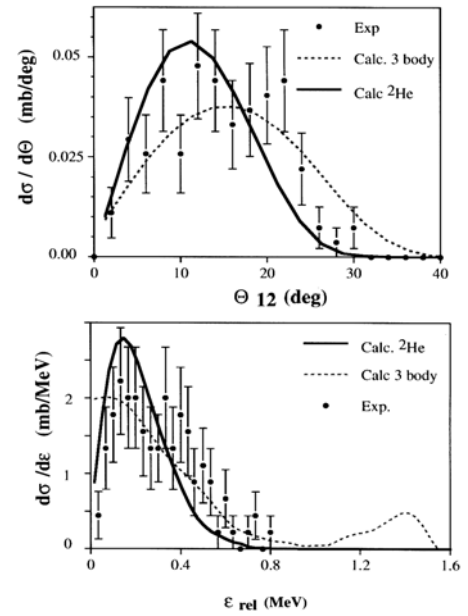 0.05
0.025
0.00
dσ / dΘ (mb/deg)
Exp
Calc. 3 body
Calc ²He
0 10 20 30 40
Θ 12 (deg)
2
1
0
dσ /dε (mb/MeV)
Calc. ²He
Calc 3 body
Exp.
0 0.4 0.8 1.2 1.6
ε rel (MeV)